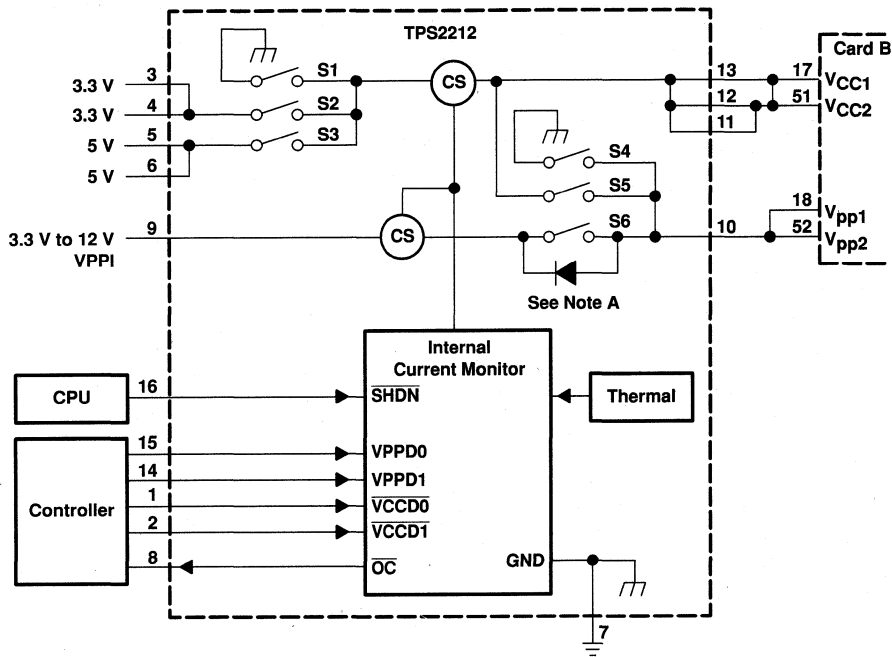 TPS2212
Card B
3.3 V 3
3.3 V 4
5 V 5
5 V 6
S1
S2
S3
CS
13 17 VCC1
12 51 VCC2
11
S4
S5
S6
18 Vpp1
10 52 Vpp2
3.3 V to 12 V 9
VPPI
CS
See Note A
Internal
Current Monitor
CPU 16 SHDN
Thermal
Controller
15 VPPD0
14 VPPD1
1 VCCD0
2 VCCD1
8 OC
GND
7